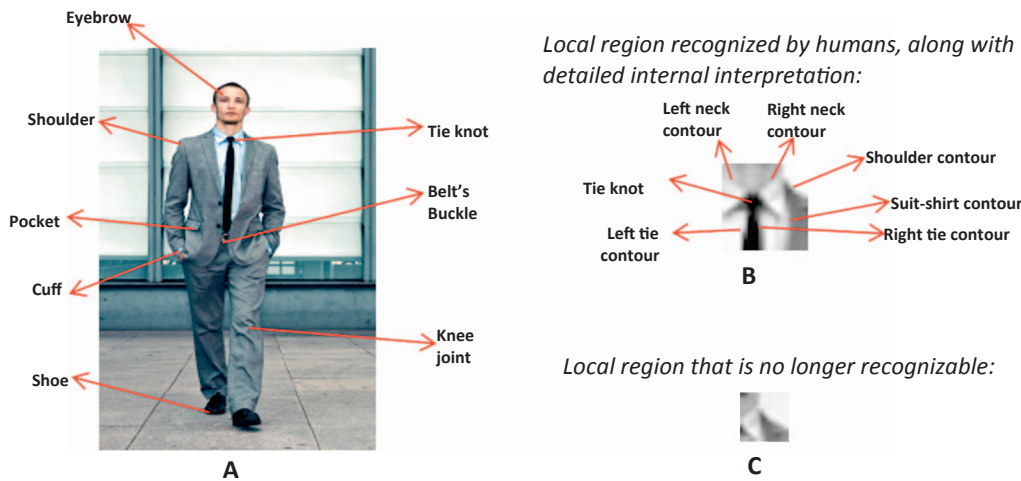 Eyebrow
Shoulder
Tie knot
Belt's
Buckle
Pocket
Cuff
Knee
joint
Shoe
A
Local region recognized by humans, along with
detailed internal interpretation:
Left neck
contour
Right neck
contour
Shoulder contour
Tie knot
Suit-shirt contour
Left tie
contour
Right tie contour
B
Local region that is no longer recognizable:
C